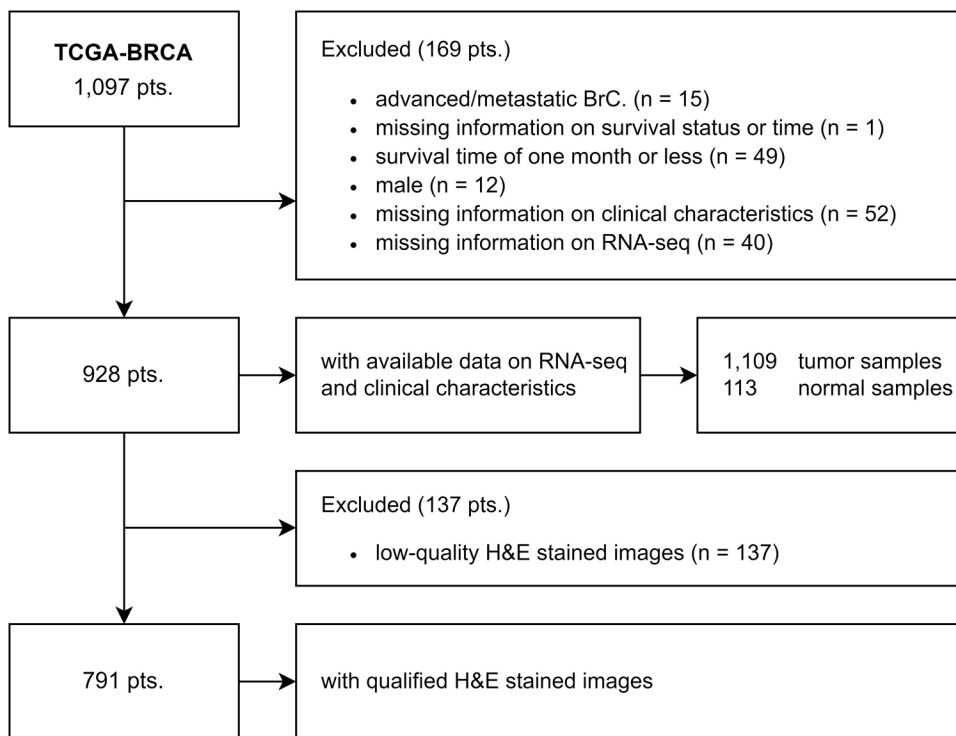 TCGA-BRCA
1,097 pts.
Excluded (169 pts.)
• advanced/metastatic BrC. (n = 15)
• missing information on survival status or time (n = 1)
• survival time of one month or less (n = 49)
• male (n = 12)
• missing information on clinical characteristics (n = 52)
• missing information on RNA-seq (n = 40)
928 pts.
with available data on RNA-seq
and clinical characteristics
1,109 tumor samples
113 normal samples
Excluded (137 pts.)
• low-quality H&E stained images (n = 137)
791 pts.
with qualified H&E stained images